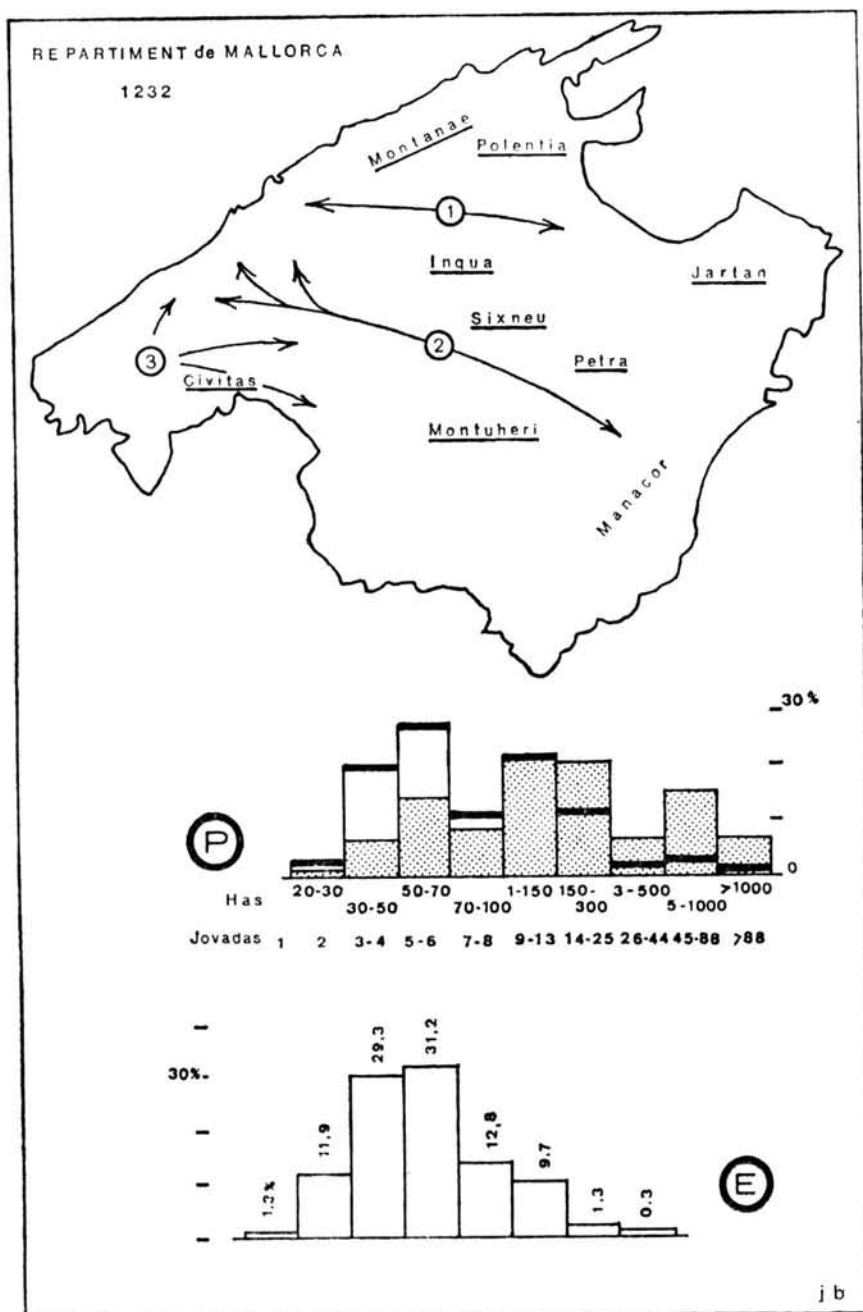 REPARTIMENT de MALLORCA
1232
Montanae
Polentia
1
Inqua
Jartan
Sixneu
2
3
Petra
Civitas
Montuheri
Manacor
30%
P
0
Has 20-30 30-50 50-70 70-100 1-150 150-300 3-500 5-1000 >1000
Jovadas 1 2 3-4 5-6 7-8 9-13 14-25 26-44 45-88 >88
30%
1.3% 11,9 29,3 31,2 12,8 9.7 1.3 0.3
E
j b